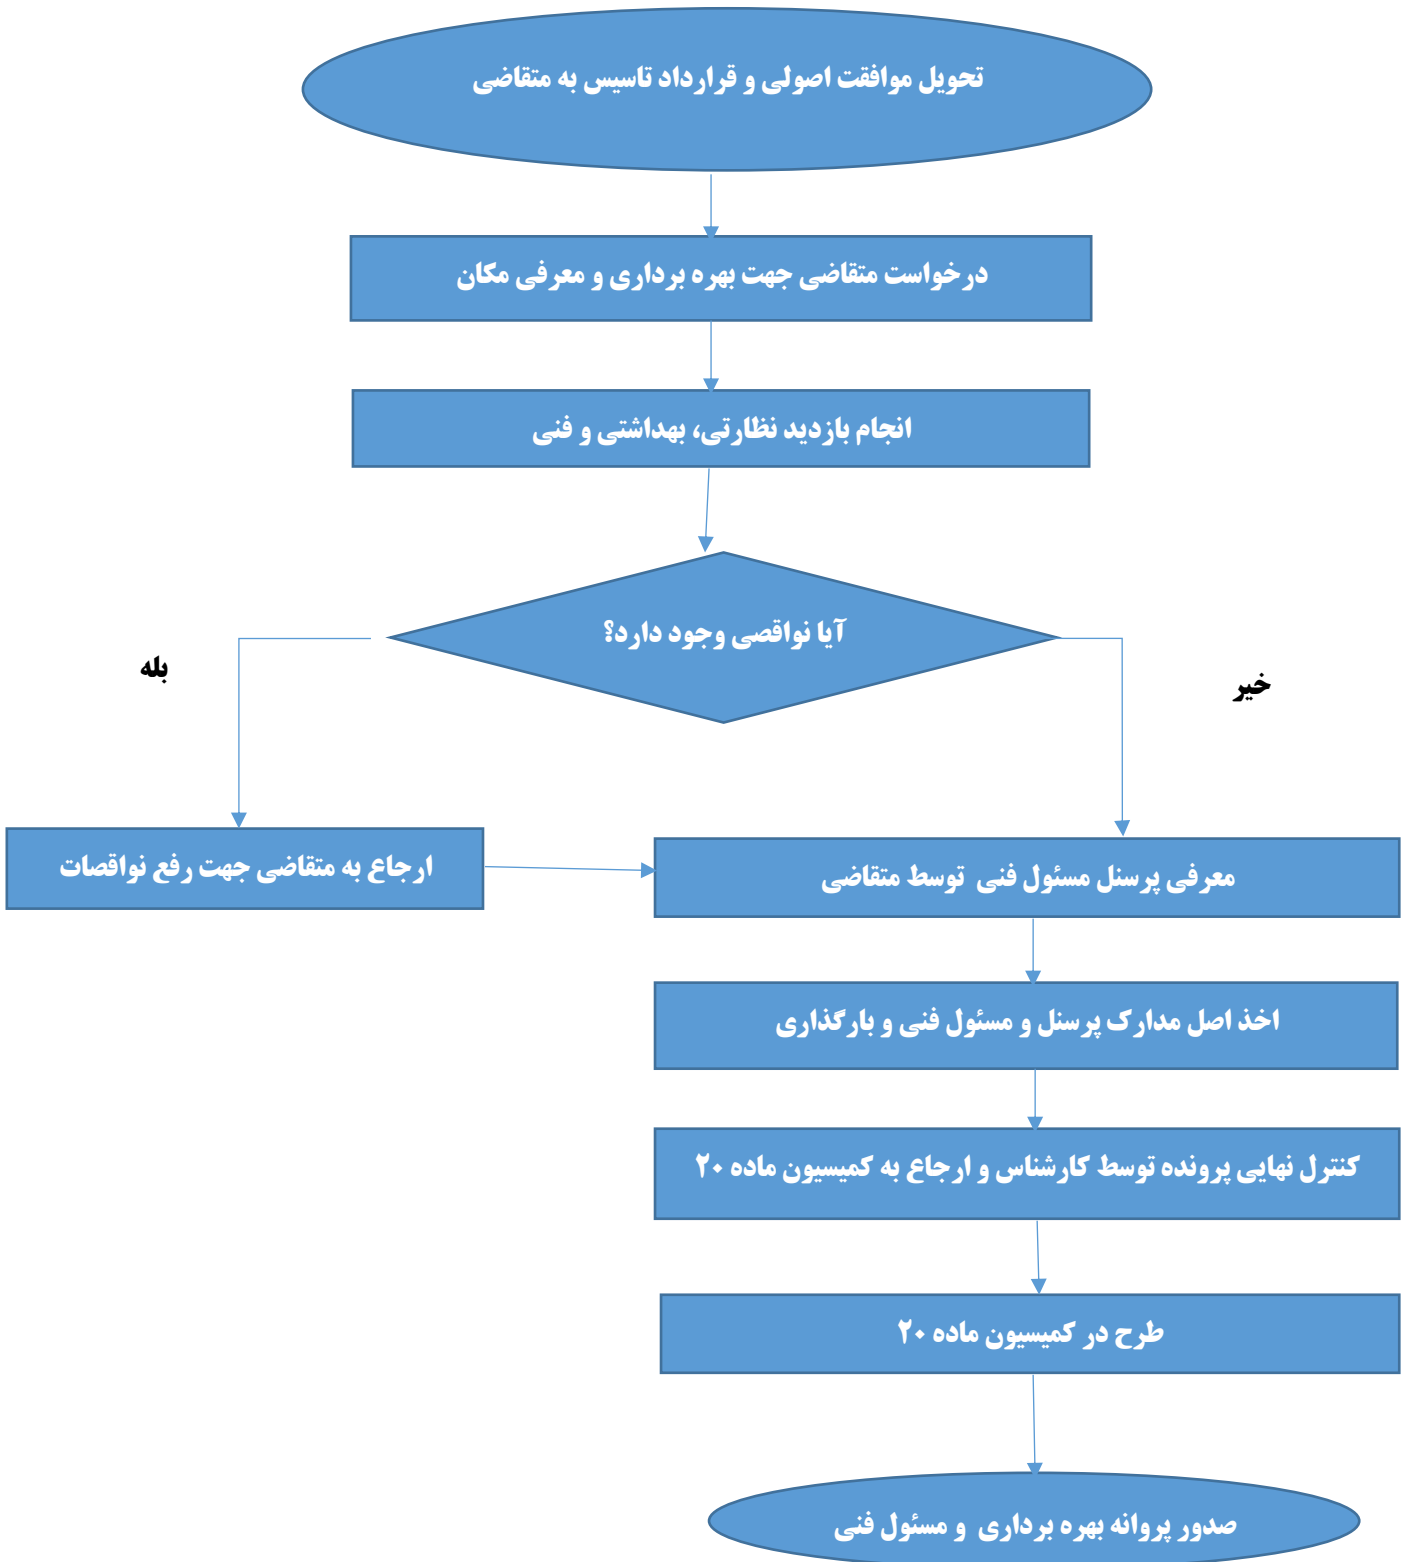 تحویل موافقت اصولی و قرارداد تاسیس به متقاضی
درخواست متقاضی جهت بهره برداری و معرفی مکان
انجام بازدید نظارتی، بهداشتی و فنی
آیا نواقصی وجود دارد؟
بله
خیر
ارجاع به متقاضی جهت رفع نواقصات
معرفی پرسنل مسئول فنی توسط متقاضی
اخذ اصل مدارک پرسنل و مسئول فنی و بارگذاری
کنترل نهایی پرونده توسط کارشناس و ارجاع به کمیسیون ماده ۲۰
طرح در کمیسیون ماده ۲۰
صدور پروانه بهره برداری و مسئول فنی